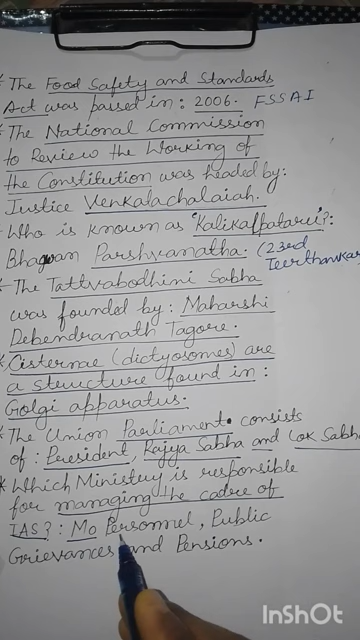 * The Food Safety and Standards
Act was passed in: 2006. FSSAI
* The National Commission
to Review the Working of
the Constitution was headed by:
Justice Venkalachalaiah.
Who is known as 'Kalikalpataru'?:
Bhagwan Parshvanatha. (23rd
Teerthankar
* The Tattvabodhini Sabha
was founded by: Maharshi
Debendranath Tagore.
* Cisternae (dictyosomes) are
a structure found in:
Golgi apparatus.
* The Union Parliament consists
of: President, Rajya Sabha and Lok Sabha
* Which Ministry is responsible
for managing the cadre of
IAS?: Mo Personnel, Public
Grievances and Pensions.
InShOt